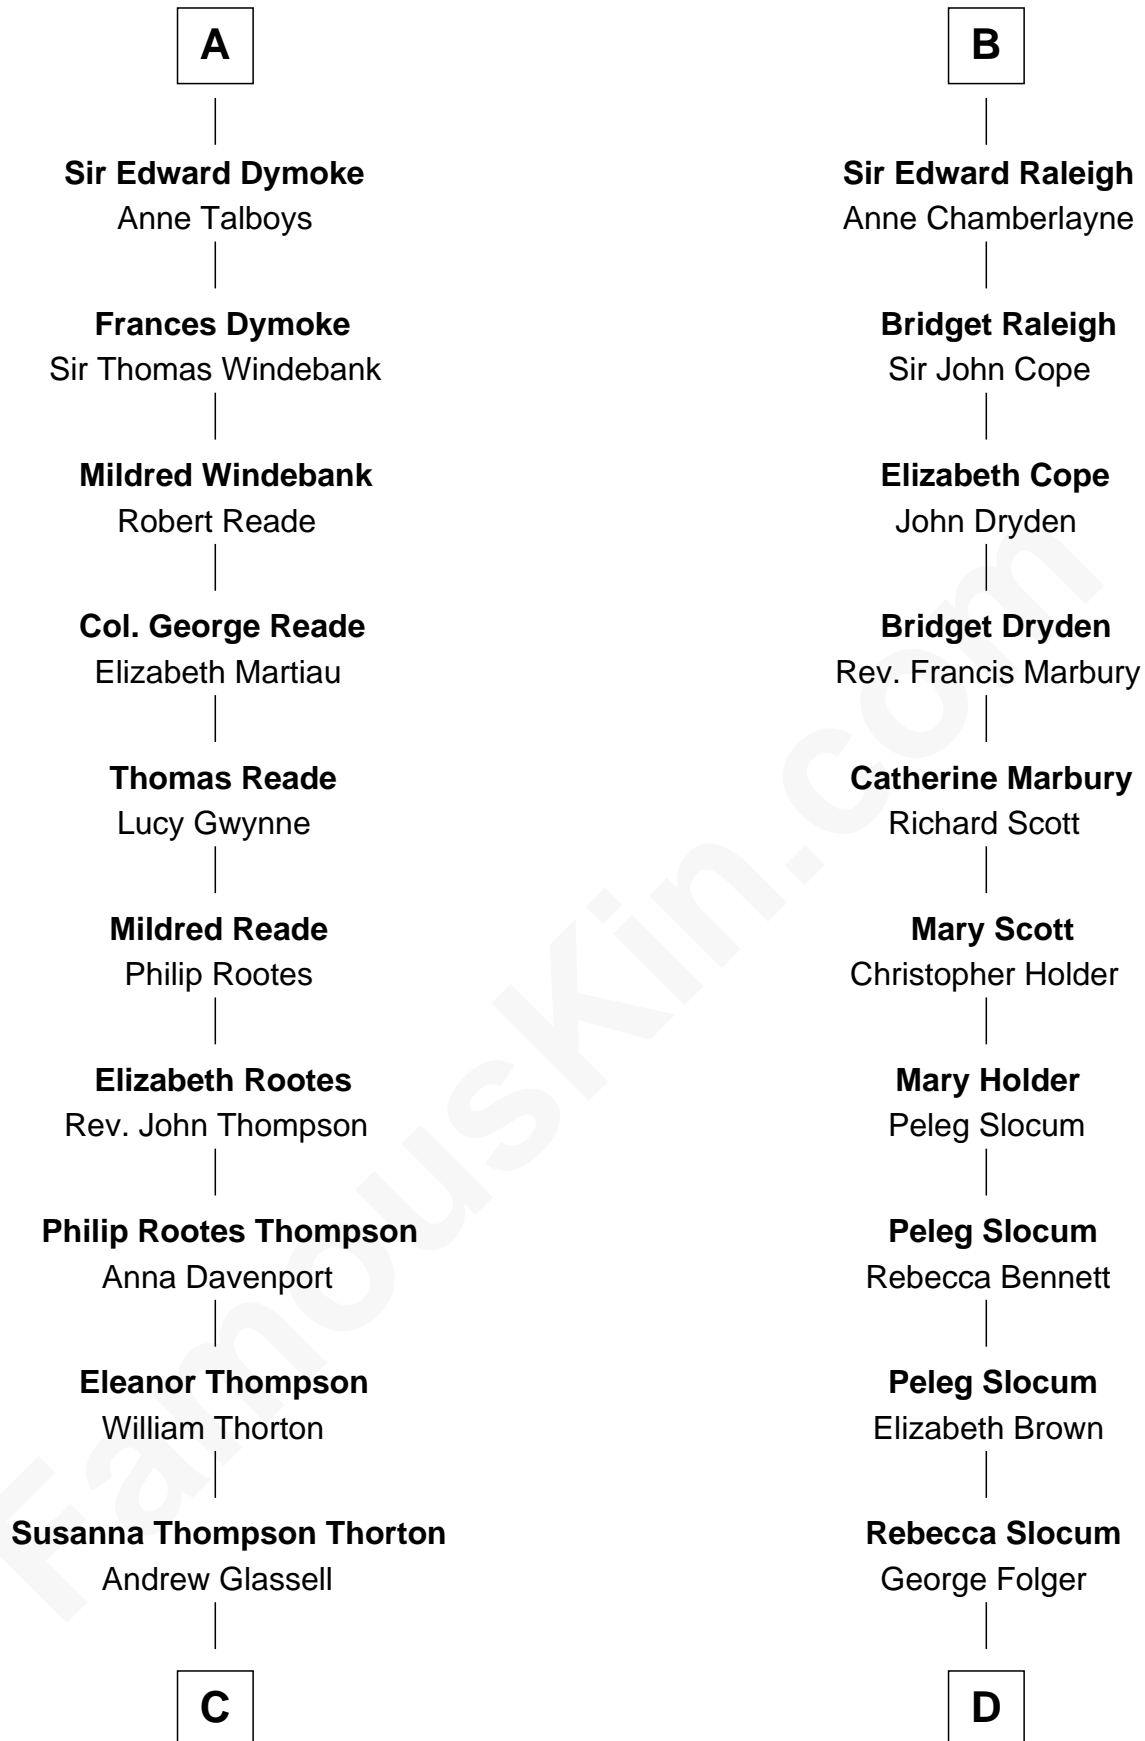 A
Sir Edward Dymoke
Anne Talboys
Frances Dymoke
Sir Thomas Windebank
Mildred Windebank
Robert Reade
Col. George Reade
Elizabeth Martiau
Thomas Reade
Lucy Gwynne
Mildred Reade
Philip Rootes
Elizabeth Rootes
Rev. John Thompson
Philip Rootes Thompson
Anna Davenport
Eleanor Thompson
William Thorton
Susanna Thompson Thorton
Andrew Glassell
C
B
Sir Edward Raleigh
Anne Chamberlayne
Bridget Raleigh
Sir John Cope
Elizabeth Cope
John Dryden
Bridget Dryden
Rev. Francis Marbury
Catherine Marbury
Richard Scott
Mary Scott
Christopher Holder
Mary Holder
Peleg Slocum
Peleg Slocum
Rebecca Bennett
Peleg Slocum
Elizabeth Brown
Rebecca Slocum
George Folger
D
FamousKin.com